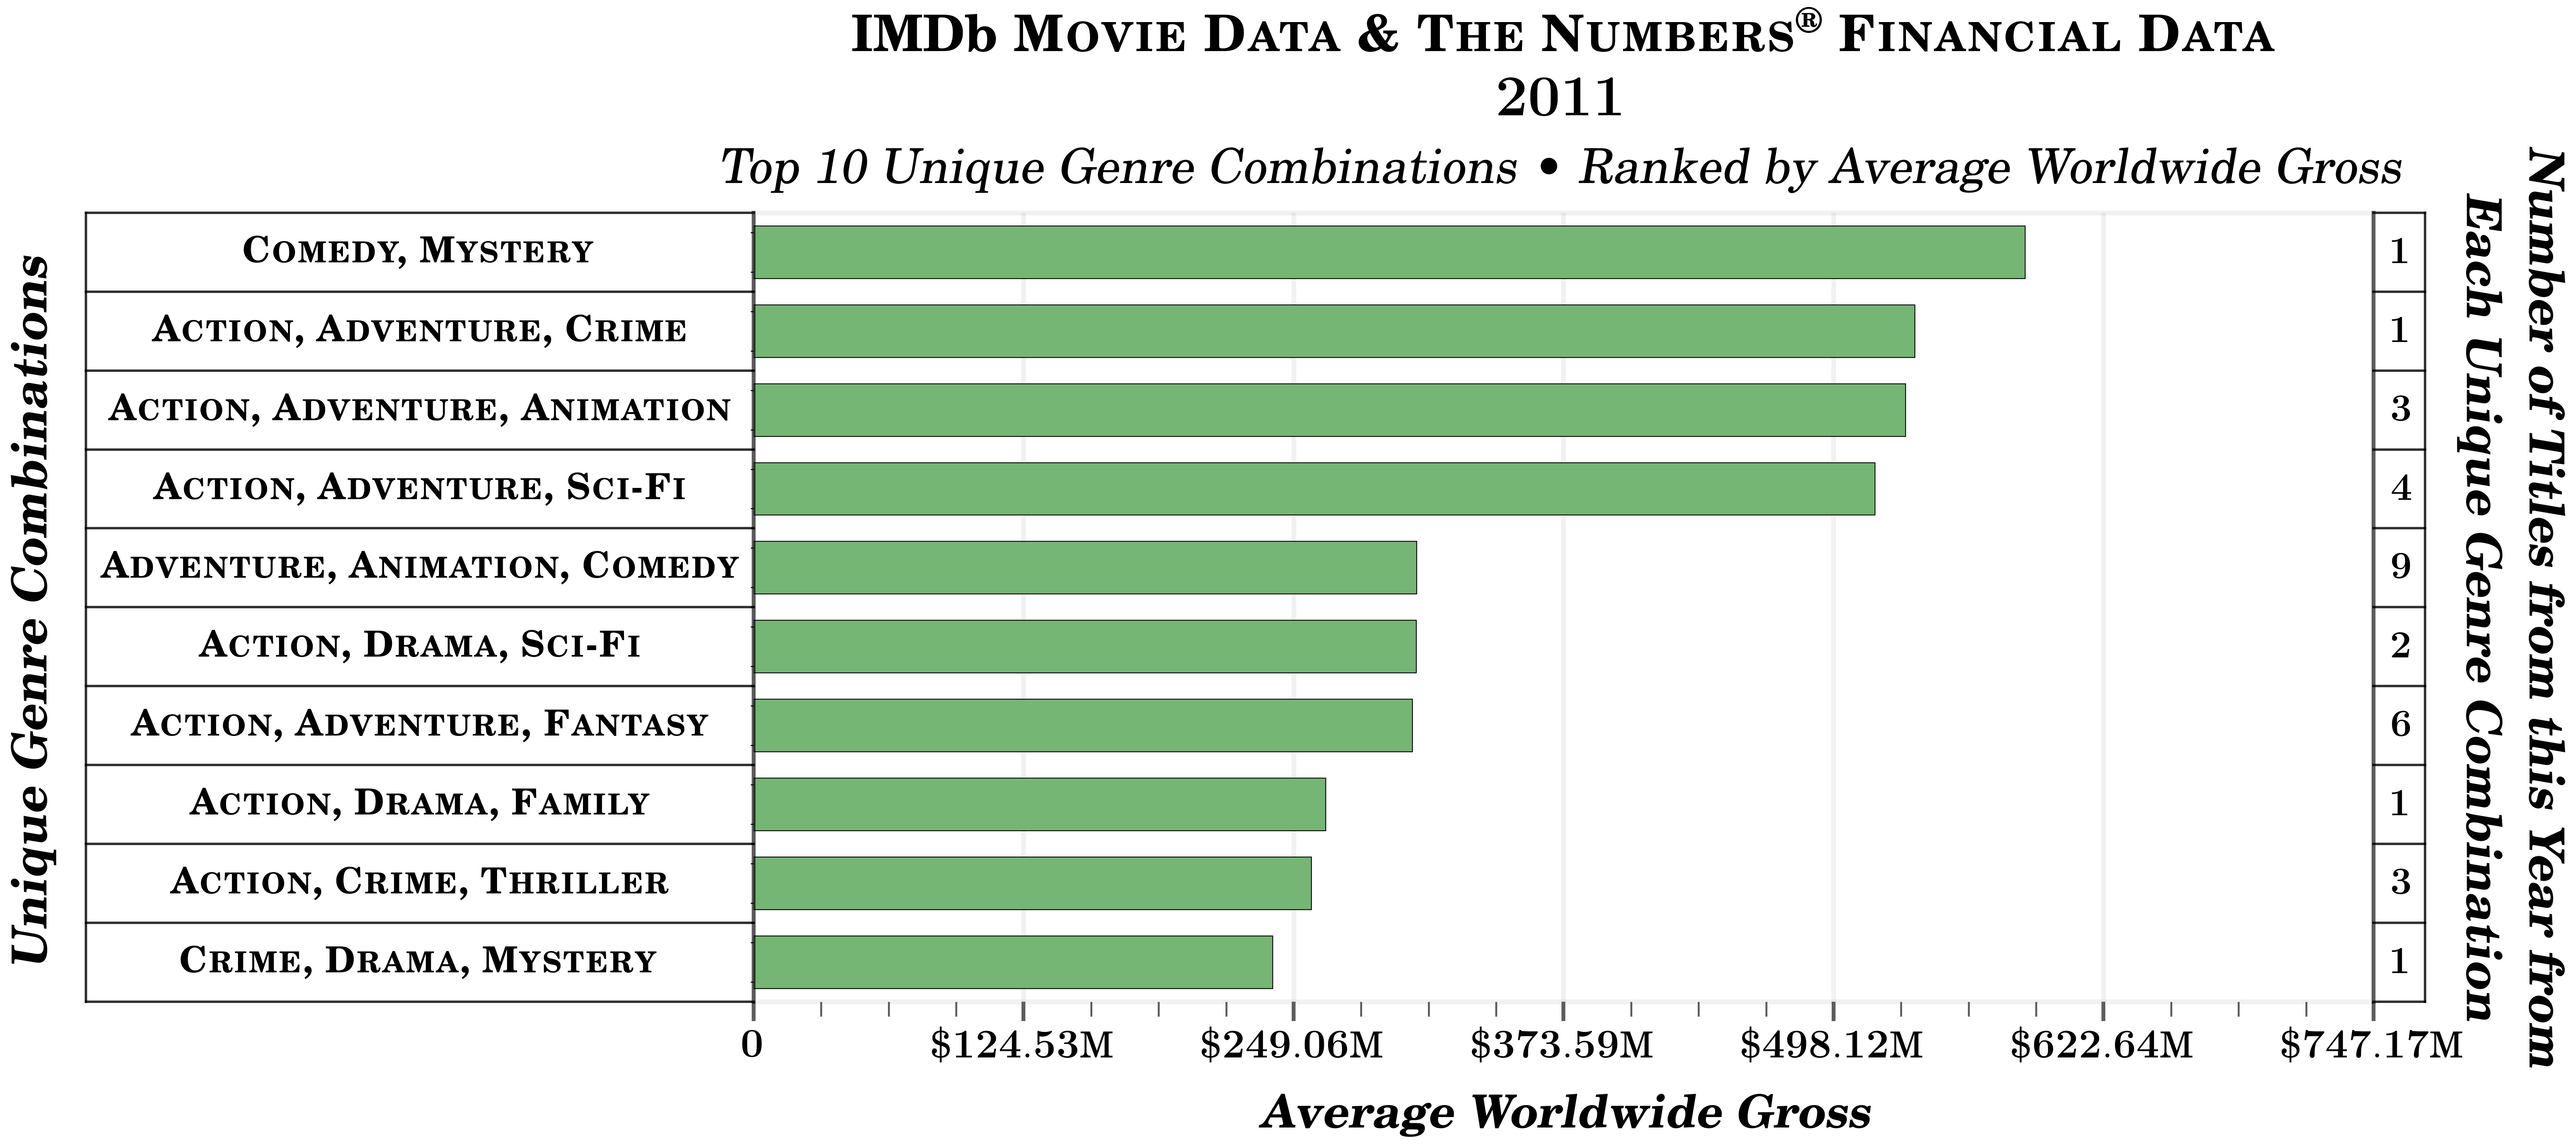 IMDb Movie Data & The Numbers® Financial Data
2011
Top 10 Unique Genre Combinations • Ranked by Average Worldwide Gross
Unique Genre Combinations
Comedy, Mystery
1
Action, Adventure, Crime
1
Action, Adventure, Animation
3
Action, Adventure, Sci-Fi
4
Adventure, Animation, Comedy
9
Action, Drama, Sci-Fi
2
Action, Adventure, Fantasy
6
Action, Drama, Family
1
Action, Crime, Thriller
3
Crime, Drama, Mystery
1
Number of Titles from this Year from
Each Unique Genre Combination
0 $124.53M $249.06M $373.59M $498.12M $622.64M $747.17M
Average Worldwide Gross